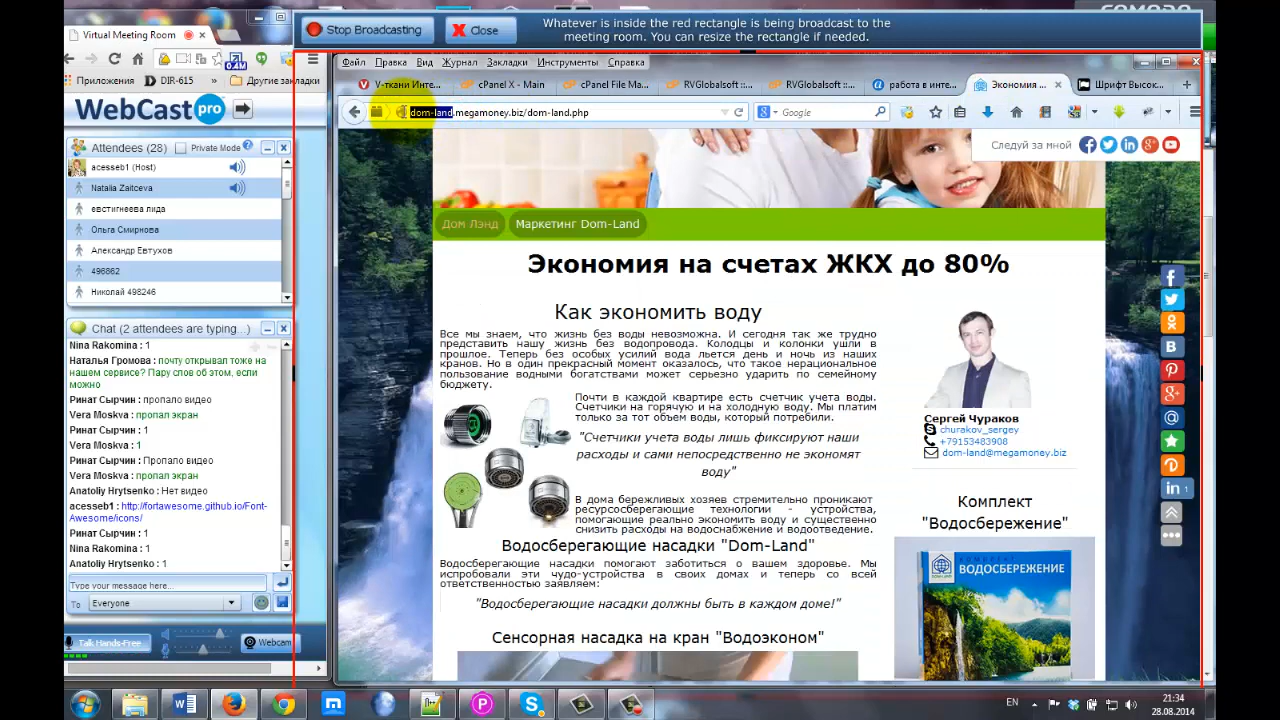 COMODO
Stop Broadcasting
Close
Whatever is inside the red rectangle is being broadcast to the
meeting room. You can resize the rectangle if needed.
Virtual Meeting Room
0.4M
Приложения
DIR-615
»
Другие закладки
WebCast pro
Attendees (28)
Private Mode
acesseb1 (Host)
Natalia Zaitceva
евстигнеева лида
Ольга Смирнова
Александр Евтухов
496862
Николай 498246
Chat (2 attendees are typing...)
Nina Rakomina : 1
Наталья Громова : почту открывал тоже на
нашем сервисе? Пару слов об этом, если
можно
Ринат Сырчин : пропало видео
Vera Moskva : пропал экран
Ринат Сырчин : 1
Vera Moskva : 1
Ринат Сырчин : Пропало видео
Vera Moskva : пропал экран
Anatoliy Hrytsenko : Нет видео
acesseb1 : http://fortawesome.github.io/Font-
Awesome/icons/
Ринат Сырчин : 1
Nina Rakomina : 1
Anatoliy Hrytsenko : 1
Type your message here...
To
Everyone
Talk Hands-Free
Webcam
Файл Правка Вид Журнал Закладки Инструменты Справка
V-ткани Инте...
cPanel X - Main
cPanel File Ma...
RVGlobalsoft ::...
RVGlobalsoft ::...
работа в инте...
Экономия ...
Шрифт Высок...
dom-land.megamoney.biz/dom-land.php
Google
Следуй за мной
Дом Лэнд
Маркетинг Dom-Land
Экономия на счетах ЖКХ до 80%
Как экономить воду
Все мы знаем, что жизнь без воды невозможна. И сегодня так же трудно
представить нашу жизнь без водопровода. Колодцы и колонки ушли в
прошлое. Теперь без особых усилий вода льется день и ночь из наших
кранов. Но в один прекрасный момент оказалось, что такое нерациональное
пользование водными богатствами может серьезно ударить по семейному
бюджету.
Почти в каждой квартире есть счетчик учета воды.
Счетчики на горячую и на холодную воду. Мы платим
только за тот объем воды, который потребили.
"Счетчики учета воды лишь фиксируют наши
расходы и сами непосредственно не экономят
воду"
В дома бережливых хозяев стремительно проникают
ресурсосберегающие технологии - устройства,
помогающие реально экономить воду и существенно
снизить расходы на водоснабжение и водоотведение.
Водосберегающие насадки "Dom-Land"
Водосберегающие насадки помогают заботиться о вашем здоровье. Мы
испробовали эти чудо-устройства в своих домах и теперь со всей
ответственностью заявляем:
"Водосберегающие насадки должны быть в каждом доме!"
Сенсорная насадка на кран "Водоэконом"
Сергей Чураков
churakov_sergey
+79153483908
dom-land@megamoney.biz
Комплект
"Водосбережение"
КОМПЛЕКТ
ВОДОСБЕРЕЖЕНИЕ
DOM-LAND
1
EN
21:34
28.08.2014